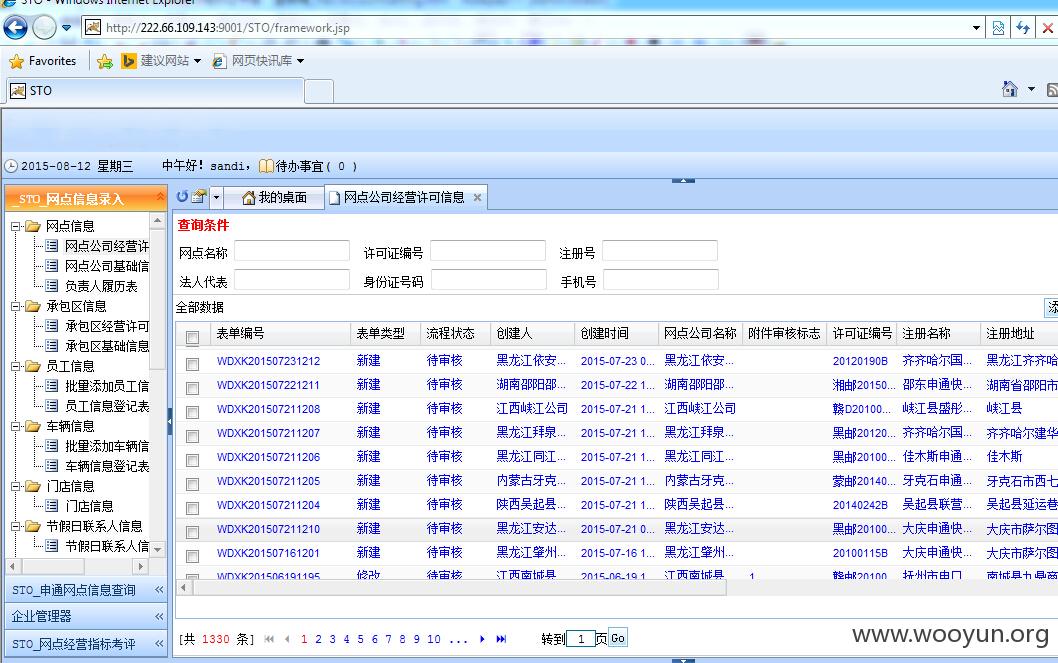 STO - Windows Internet Explorer
http://222.66.109.143:9001/STO/framework.jsp
Favorites 建议网站 网页快讯库
STO
2015-08-12 星期三 中午好! sandi, 待办事宜( 0 )
_STO_网点信息录入
网点信息
网点公司经营许
网点公司基础信
负责人履历表
承包区信息
承包区经营许可
承包区基础信息
员工信息
批量添加员工信
员工信息登记表
车辆信息
批量添加车辆信
车辆信息登记表
门店信息
门店信息
节假日联系人信息
节假日联系人信
STO_申通网点信息查询
企业管理器
STO_网点经营指标考评
我的桌面 网点公司经营许可信息
查询条件
网点名称 许可证编号 注册号
法人代表 身份证号码 手机号
全部数据
表单编号 表单类型 流程状态 创建人 创建时间 网点公司名称 附件审核标志 许可证编号 注册名称 注册地址
WDXK201507231212 新建 待审核 黑龙江依安... 2015-07-23 0... 黑龙江依安... 20120190B 齐齐哈尔国... 黑龙江齐齐哈
WDXK201507221211 新建 待审核 湖南邵阳邵... 2015-07-22 1... 湖南邵阳邵... 湘邮20150... 邵东申通快... 湖南省邵阳市
WDXK201507211208 新建 待审核 江西峡江公司 2015-07-21 1... 江西峡江公司 赣D20100... 峡江县盛彤... 峡江县
WDXK201507211207 新建 待审核 黑龙江拜泉... 2015-07-21 1... 黑龙江拜泉... 黑邮20120... 齐齐哈尔国... 齐齐哈尔建华
WDXK201507211206 新建 待审核 黑龙江同江... 2015-07-21 1... 黑龙江同江... 黑邮20100... 佳木斯申通... 佳木斯
WDXK201507211205 新建 待审核 内蒙古牙克... 2015-07-21 1... 内蒙古牙克... 蒙邮20140... 牙克石申通... 牙克石市西七
WDXK201507211204 新建 待审核 陕西吴起县... 2015-07-21 1... 陕西吴起县... 20140242B 吴起县联营... 吴起县延运巷
WDXK201507211210 新建 待审核 黑龙江安达... 2015-07-21 0... 黑龙江安达... 黑邮20100... 大庆申通快... 大庆市萨尔图
WDXK201507161201 新建 待审核 黑龙江肇州... 2015-07-16 1... 黑龙江肇州... 20100115B 大庆申通快... 大庆市萨尔图
WDXK201506191195 修改 待审核 江西南城县... 2015-06-19 1... 江西南城县... 1 赣邮20100...
[共 1330 条] 1 2 3 4 5 6 7 8 9 10 ... 转到 1 页 Go
www.wooyun.org